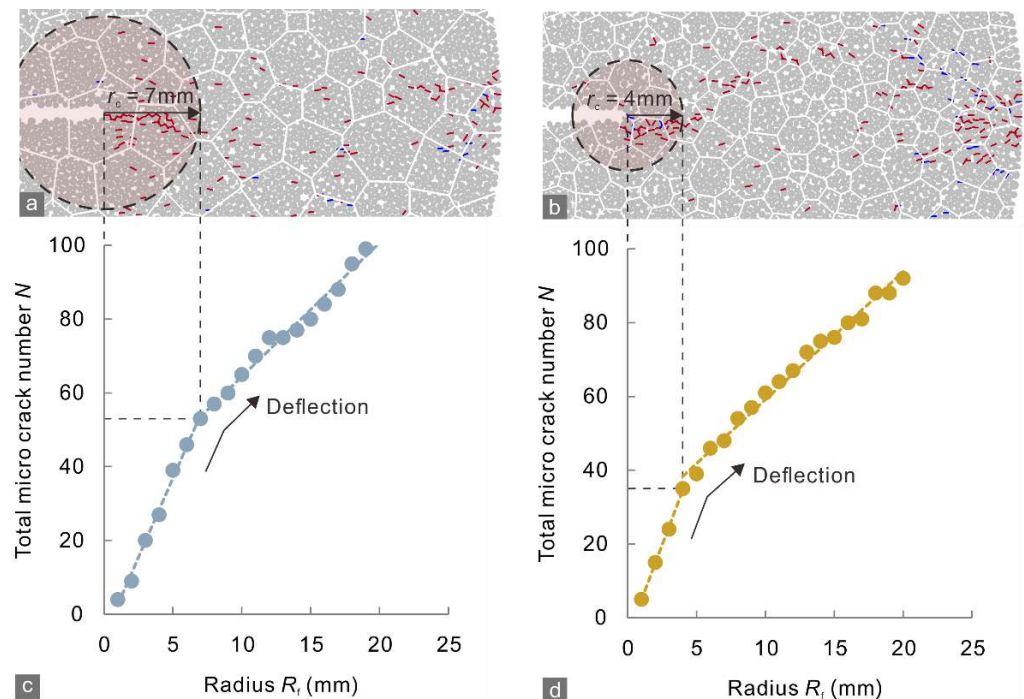 r_c = 7mm
a
r_c = 4mm
b
100
80
60
40
20
0
Total micro crack number N
Deflection
0 5 10 15 20 25
Radius R_f (mm)
c
100
80
60
40
20
0
Total micro crack number N
Deflection
0 5 10 15 20 25
Radius R_f (mm)
d